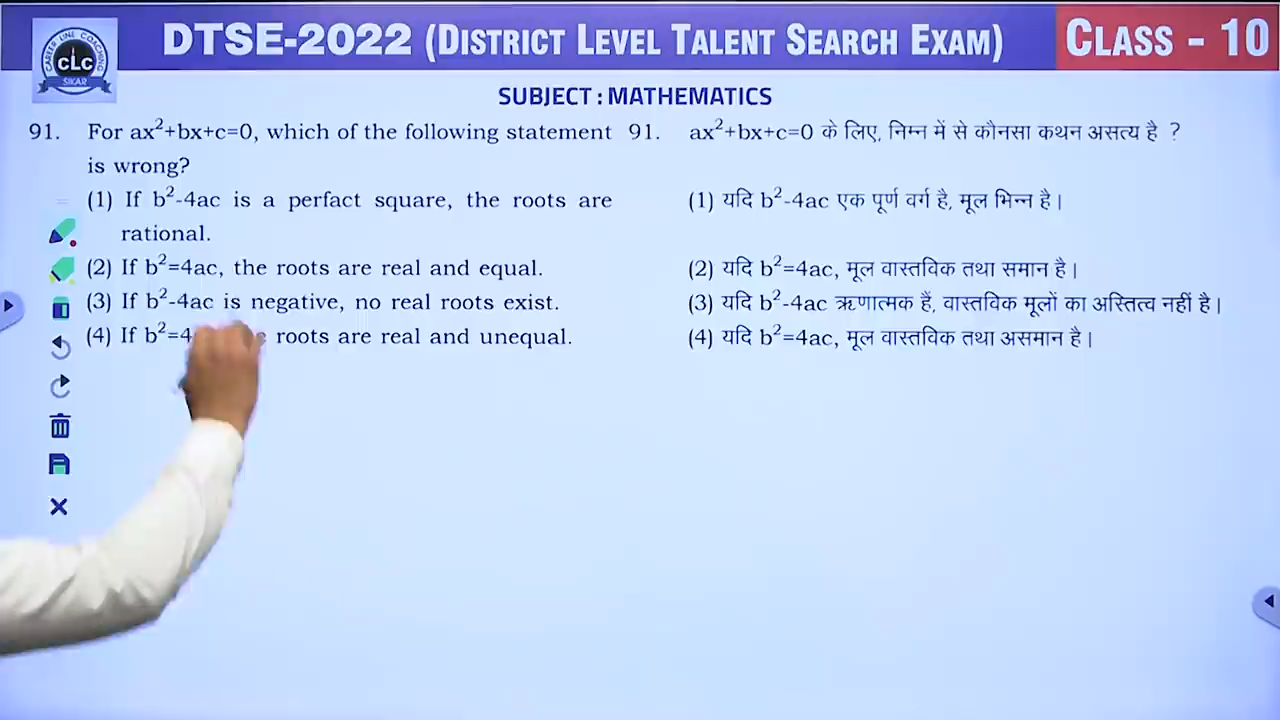 CAREER LINE COACHING
CLC
SIKAR
DTSE-2022 (DISTRICT LEVEL TALENT SEARCH EXAM)
CLASS - 10
SUBJECT : MATHEMATICS
91. For ax²+bx+c=0, which of the following statement
is wrong?
(1) If b²-4ac is a perfact square, the roots are
rational.
(2) If b²=4ac, the roots are real and equal.
(3) If b²-4ac is negative, no real roots exist.
(4) If b²=4 roots are real and unequal.
91. ax²+bx+c=0 के लिए, निम्न में से कौनसा कथन असत्य है ?
(1) यदि b²-4ac एक पूर्ण वर्ग है, मूल भिन्न है।
(2) यदि b²=4ac, मूल वास्तविक तथा समान है।
(3) यदि b²-4ac ऋणात्मक हैं, वास्तविक मूलों का अस्तित्व नहीं है।
(4) यदि b²=4ac, मूल वास्तविक तथा असमान है।